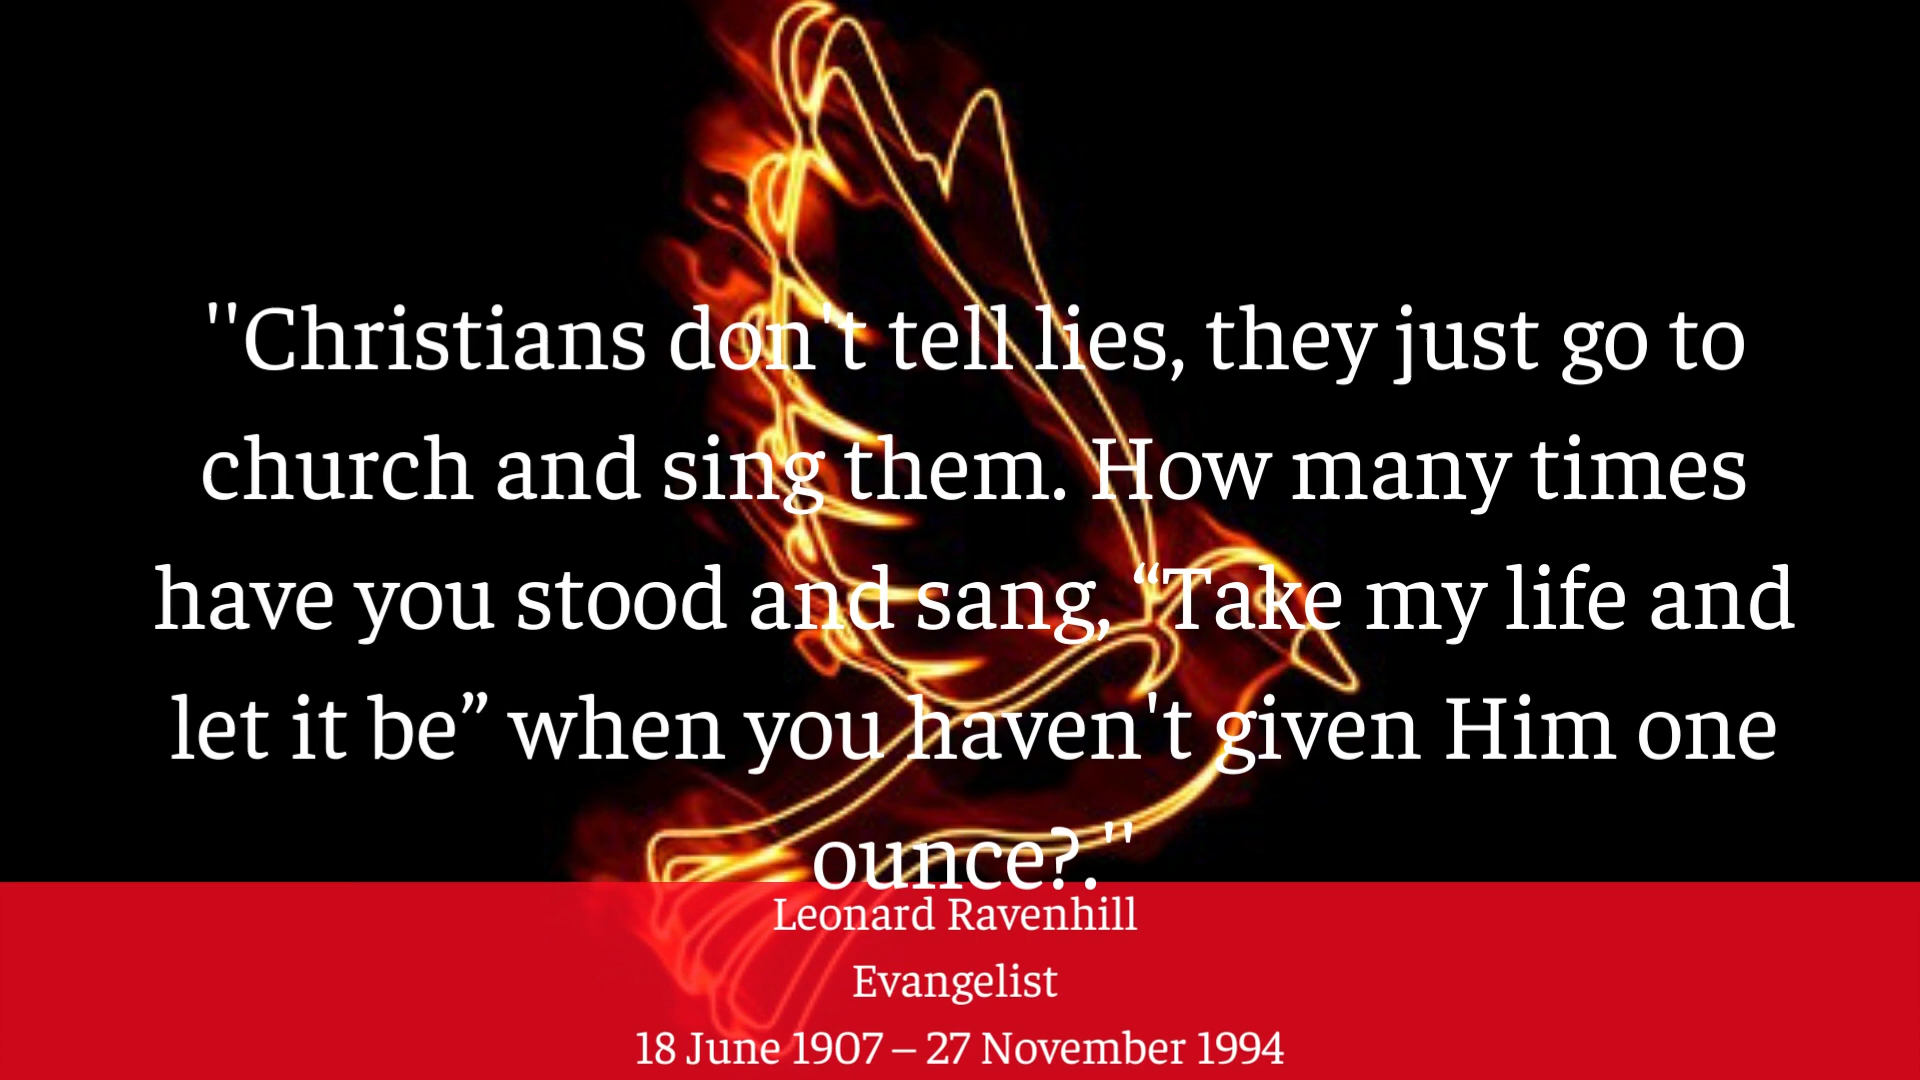 "Christians don't tell lies, they just go to
church and sing them. How many times
have you stood and sang, “Take my life and
let it be” when you haven't given Him one
ounce?."
Leonard Ravenhill
Evangelist
18 June 1907 – 27 November 1994